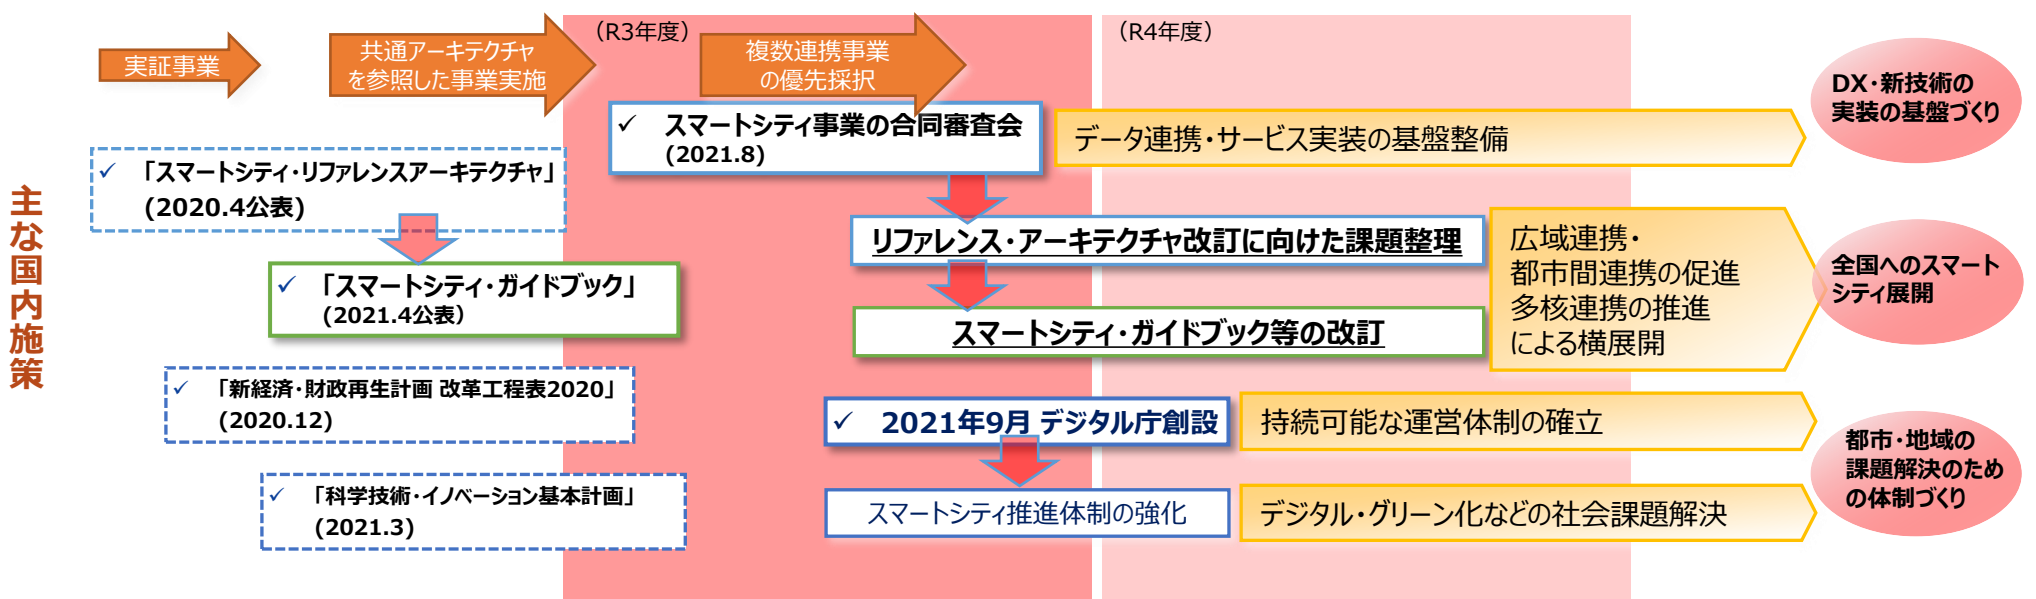 主な国内施策
実証事業
共通アーキテクチャ
を参照した事業実施
（R3年度）
複数連携事業
の優先採択
（R4年度）
✓ スマートシティ事業の合同審査会
(2021.8)
データ連携・サービス実装の基盤整備
DX・新技術の
実装の基盤づくり
✓ 「スマートシティ・リファレンスアーキテクチャ」
(2020.4公表)
リファレンス・アーキテクチャ改訂に向けた課題整理
✓ 「スマートシティ・ガイドブック」
(2021.4公表）
スマートシティ・ガイドブック等の改訂
広域連携・
都市間連携の促進
多核連携の推進
による横展開
全国へのスマート
シティ展開
✓ 「新経済・財政再生計画 改革工程表2020」
(2020.12)
✓ 2021年9月 デジタル庁創設
持続可能な運営体制の確立
✓ 「科学技術・イノベーション基本計画」
(2021.3)
スマートシティ推進体制の強化
デジタル・グリーン化などの社会課題解決
都市・地域の
課題解決のため
の体制づくり